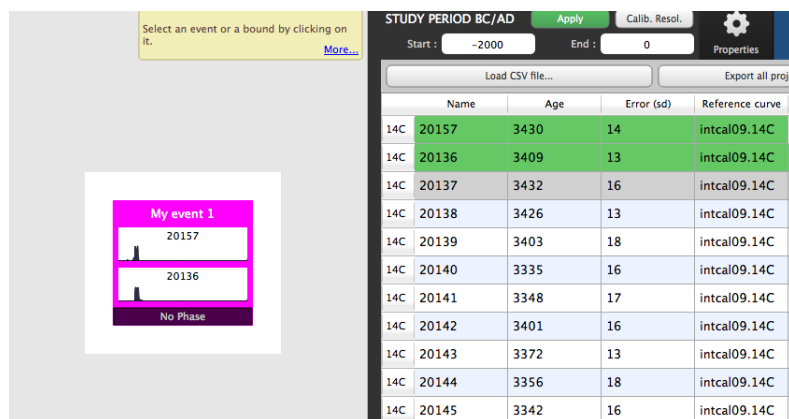 Select an event or a bound by clicking on
it.
More...
My event 1
20157
20136
No Phase
STUDY PERIOD BC/AD Apply Calib. Resol.
Start : -2000 End : 0 Properties
Load CSV file... Export all proj
Name Age Error (sd) Reference curve
14C 20157 3430 14 intcal09.14C
14C 20136 3409 13 intcal09.14C
14C 20137 3432 16 intcal09.14C
14C 20138 3426 13 intcal09.14C
14C 20139 3403 18 intcal09.14C
14C 20140 3335 16 intcal09.14C
14C 20141 3348 17 intcal09.14C
14C 20142 3401 16 intcal09.14C
14C 20143 3372 13 intcal09.14C
14C 20144 3356 18 intcal09.14C
14C 20145 3342 16 intcal09.14C